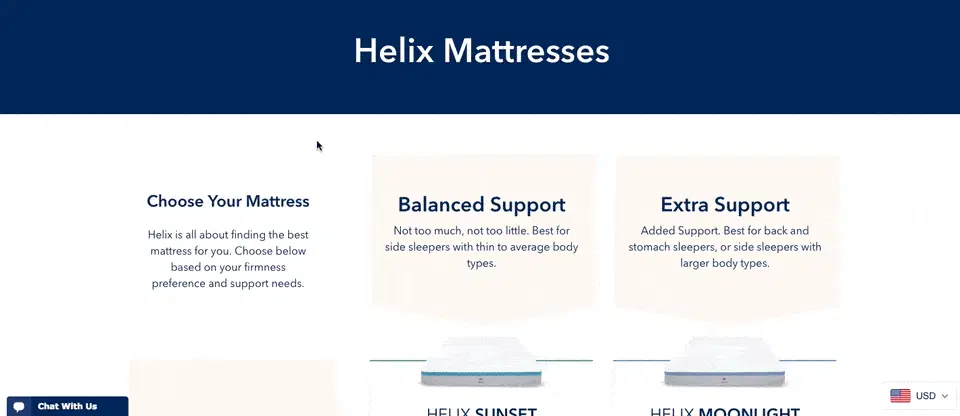 Helix Mattresses
Choose Your Mattress
Helix is all about finding the best
mattress for you. Choose below
based on your firmness
preference and support needs.
Balanced Support
Not too much, not too little. Best for
side sleepers with thin to average body
types.
Extra Support
Added Support. Best for back and
stomach sleepers, or side sleepers with
larger body types.
HELIX SUNSET
HELIX MOONLIGHT
Chat With Us
USD